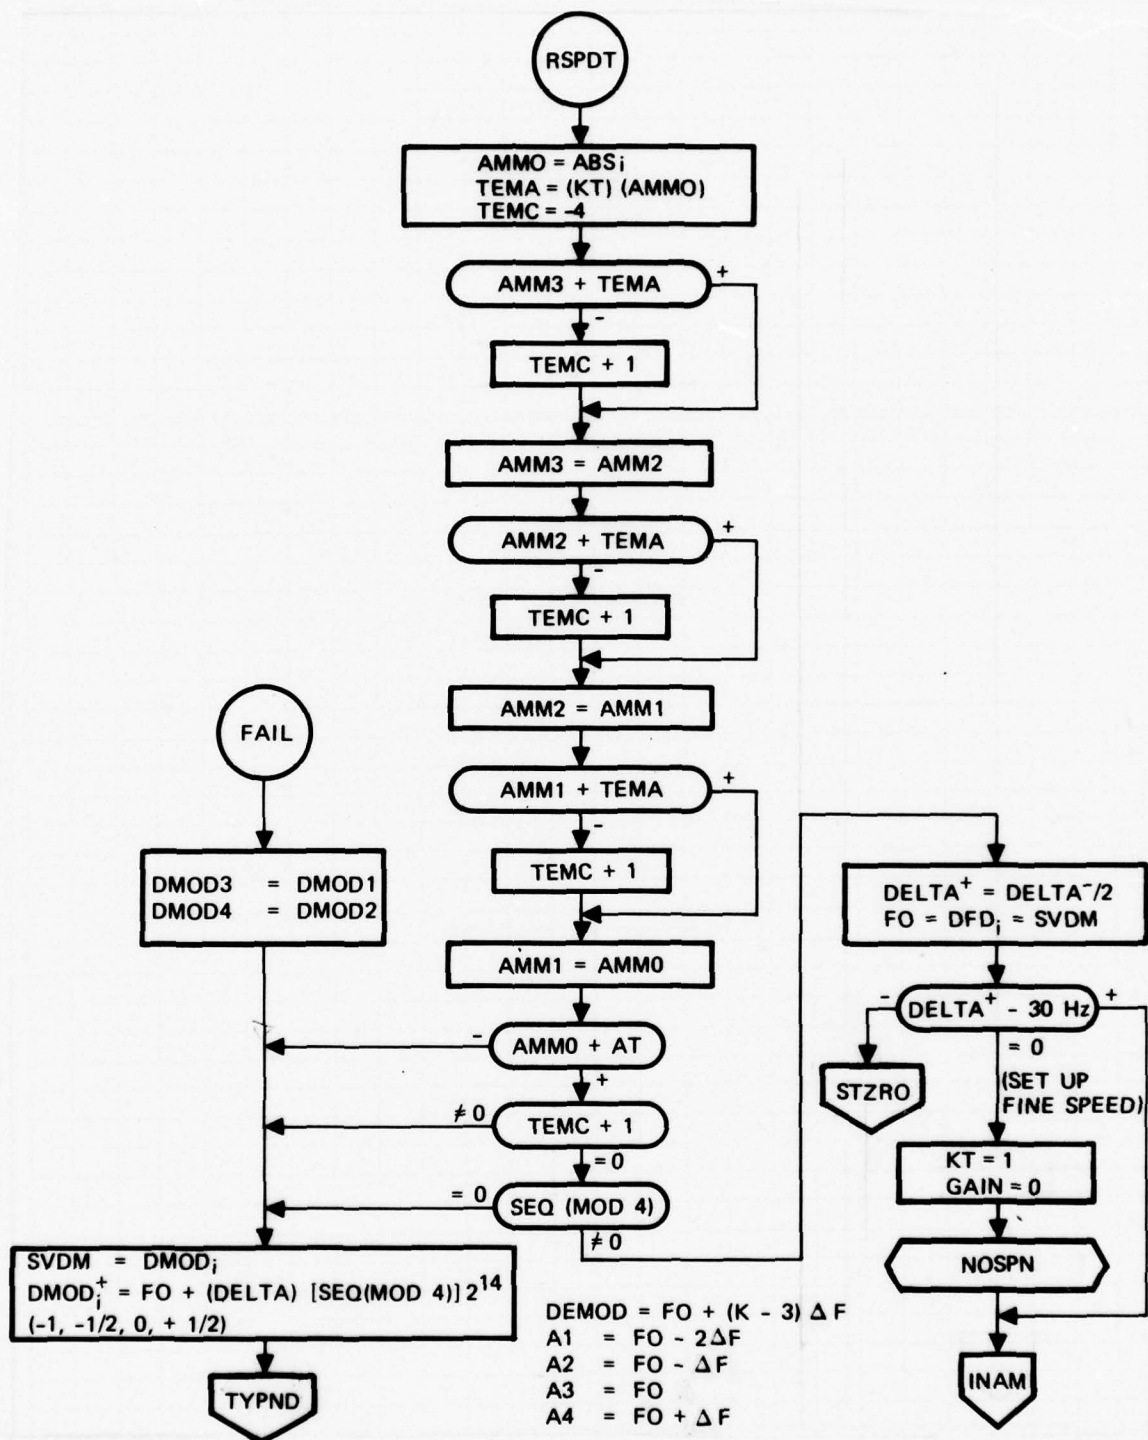 RSPDT
AMMO = ABSi
TEMA = (KT) (AMMO)
TEMC = -4
AMM3 + TEMA
+
-
TEMC + 1
AMM3 = AMM2
AMM2 + TEMA
+
-
TEMC + 1
AMM2 = AMM1
AMM1 + TEMA
+
-
TEMC + 1
AMM1 = AMM0
AMM0 + AT
-
+
TEMC + 1
≠ 0
= 0
SEQ (MOD 4)
= 0
≠ 0
FAIL
DMOD3 = DMOD1
DMOD4 = DMOD2
SVDM = DMODi
DMODi+ = FO + (DELTA) [SEQ(MOD 4)] 2^14
(-1, -1/2, 0, + 1/2)
TYPND
DEMOD = FO + (K - 3) Δ F
A1 = FO - 2ΔF
A2 = FO - ΔF
A3 = FO
A4 = FO + Δ F
DELTA+ = DELTA-/2
FO = DFDi = SVDM
DELTA+ - 30 Hz
-
+
= 0
STZRO
(SET UP
FINE SPEED)
KT = 1
GAIN = 0
NOSPN
INAM